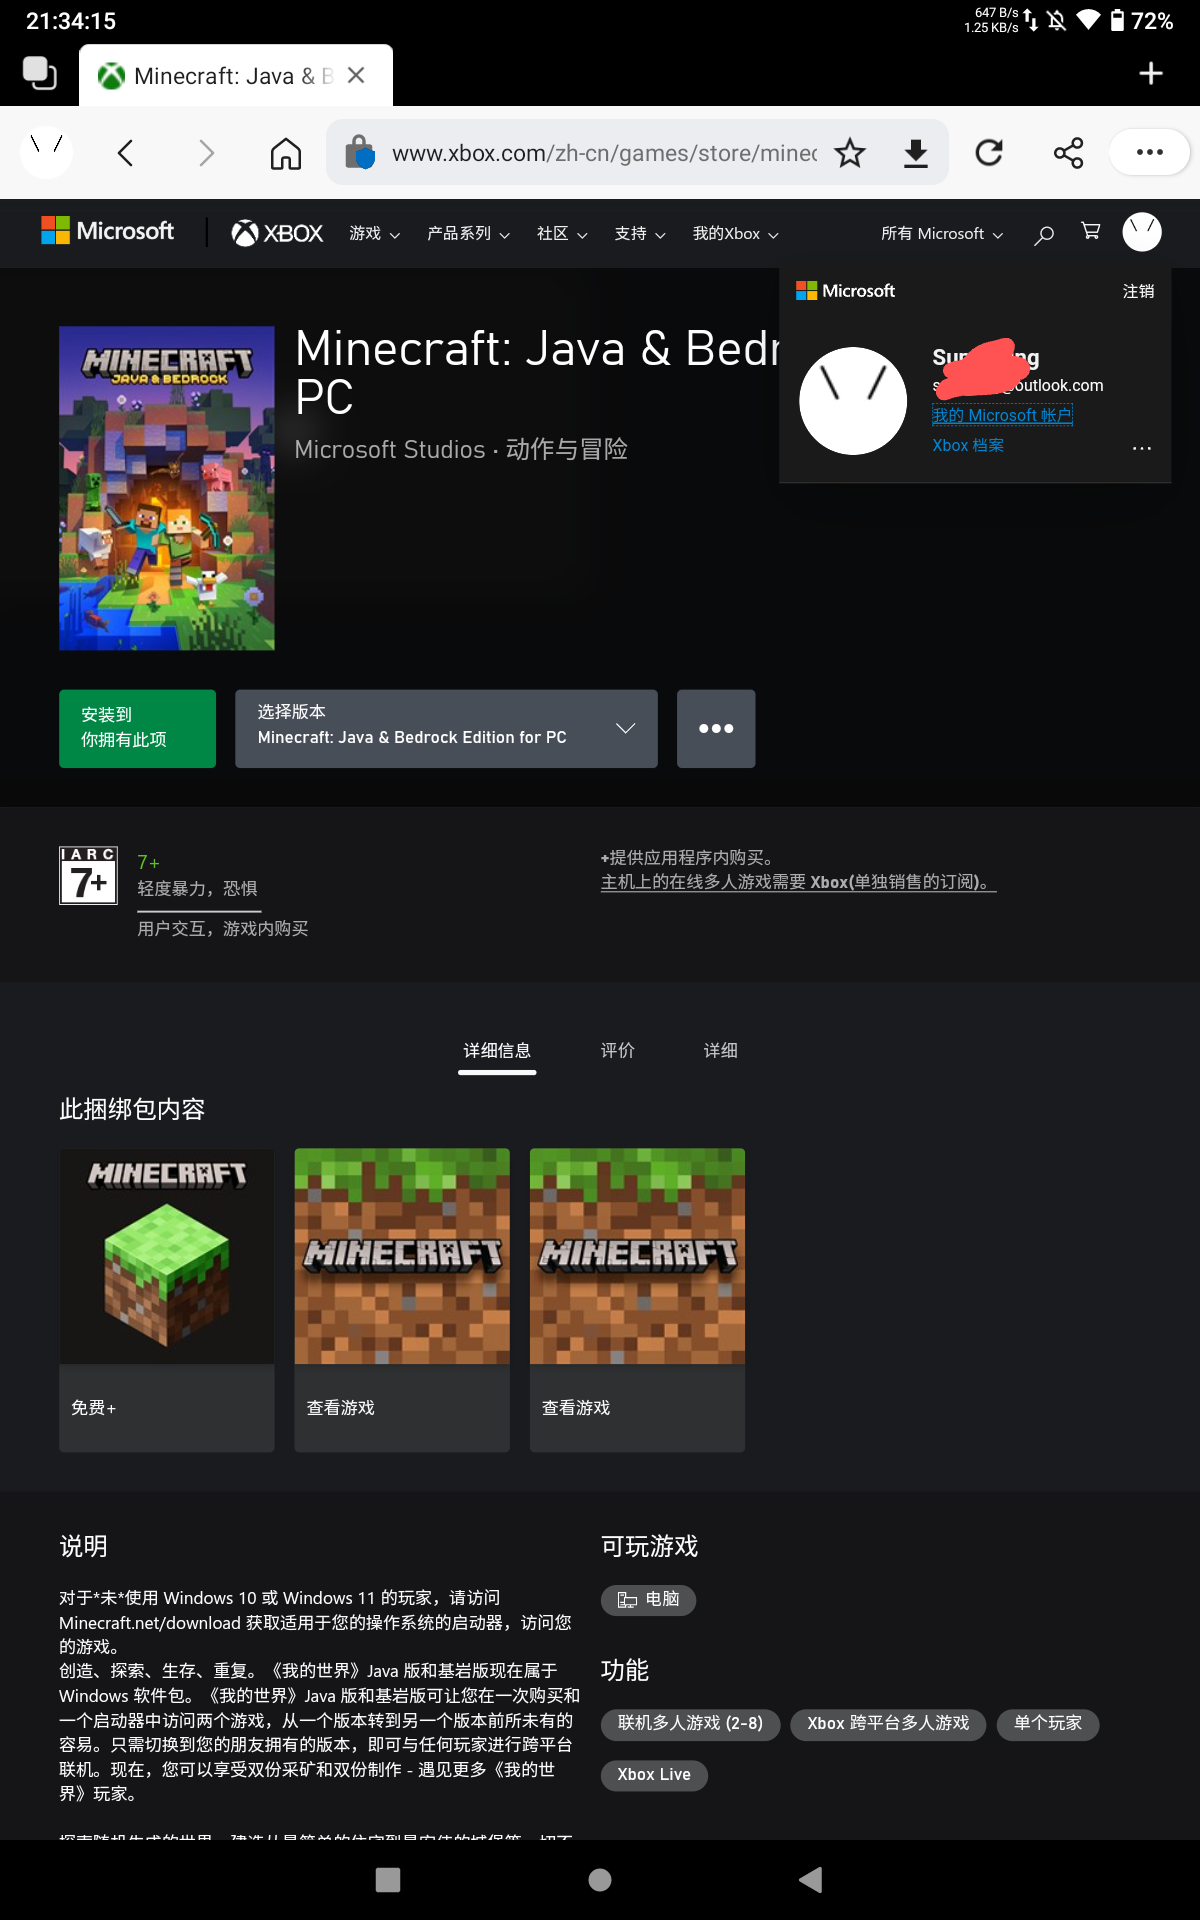 21:34:15
647 B/s
1.25 KB/s
72%
Minecraft: Java & B
www.xbox.com/zh-cn/games/store/minec
Microsoft
XBOX
游戏
产品系列
社区
支持
我的Xbox
所有 Microsoft
Microsoft
注销
outlook.com
我的 Microsoft 帐户
Xbox 档案
MINECRAFT
JAVA & BEDROCK
Minecraft: Java & Bedr
PC
Microsoft Studios · 动作与冒险
安装到
你拥有此项
选择版本
Minecraft: Java & Bedrock Edition for PC
IARC
7+
7+
轻度暴力，恐惧
用户交互，游戏内购买
+提供应用程序内购买。
主机上的在线多人游戏需要 Xbox(单独销售的订阅)。
详细信息
评价
详细
此捆绑包内容
MINECRAFT
MINECRAFT
MINECRAFT
免费+
查看游戏
查看游戏
说明
对于*未*使用 Windows 10 或 Windows 11 的玩家，请访问
Minecraft.net/download 获取适用于您的操作系统的启动器，访问您
的游戏。
创造、探索、生存、重复。《我的世界》Java 版和基岩版现在属于
Windows 软件包。《我的世界》Java 版和基岩版可让您在一次购买和
一个启动器中访问两个游戏，从一个版本转到另一个版本前所未有的
容易。只需切换到您的朋友拥有的版本，即可与任何玩家进行跨平台
联机。现在，您可以享受双份采矿和双份制作 - 遇见更多《我的世
界》玩家。
可玩游戏
电脑
功能
联机多人游戏 (2-8)
Xbox 跨平台多人游戏
单个玩家
Xbox Live